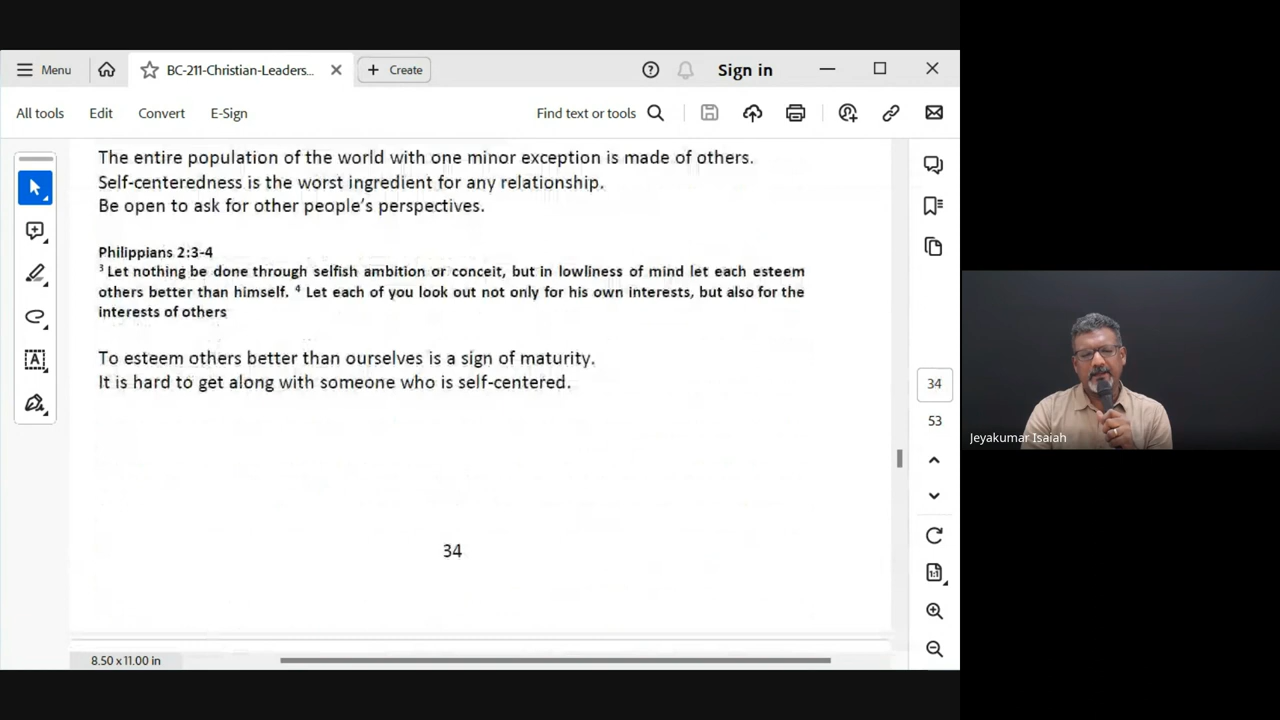 Menu
BC-211-Christian-Leaders...
Create
Sign in
All tools
Edit
Convert
E-Sign
Find text or tools
The entire population of the world with one minor exception is made of others.
Self-centeredness is the worst ingredient for any relationship.
Be open to ask for other people's perspectives.
Philippians 2:3-4
³ Let nothing be done through selfish ambition or conceit, but in lowliness of mind let each esteem
others better than himself. ⁴ Let each of you look out not only for his own interests, but also for the
interests of others
To esteem others better than ourselves is a sign of maturity.
It is hard to get along with someone who is self-centered.
34
34
53
8.50 x 11.00 in
Jeyakumar Isaiah